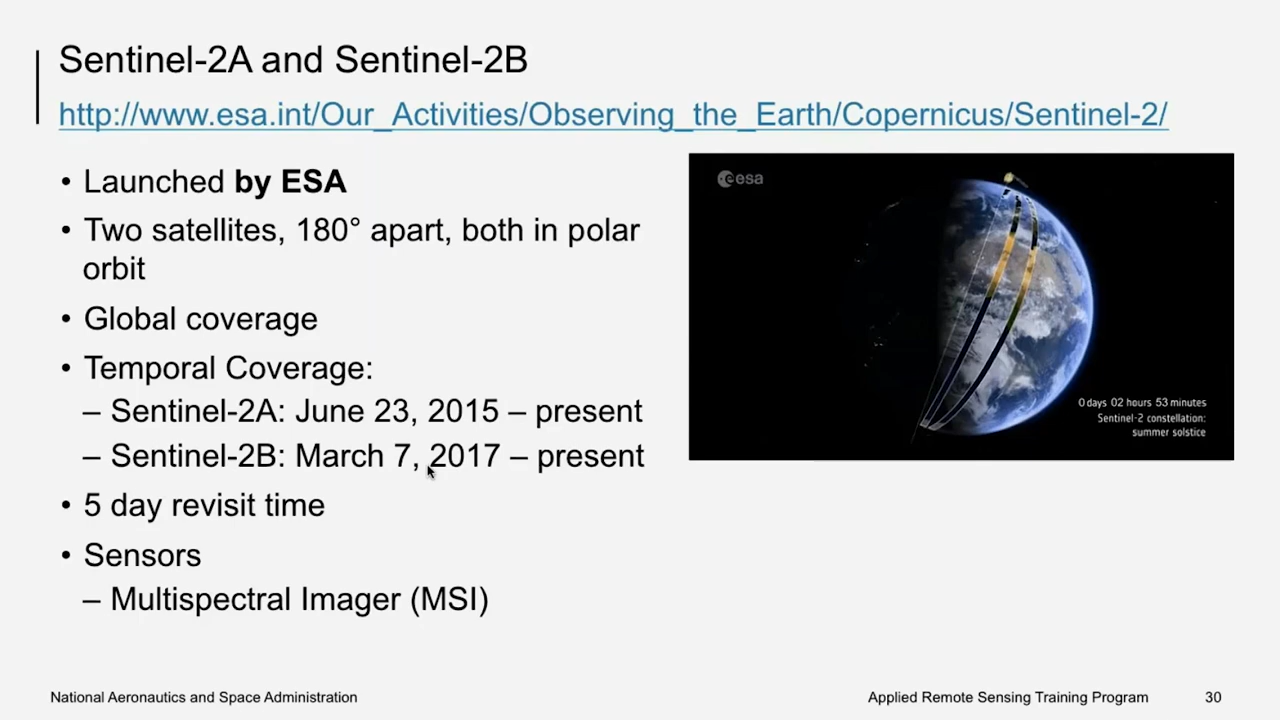 Sentinel-2A and Sentinel-2B
http://www.esa.int/Our_Activities/Observing_the_Earth/Copernicus/Sentinel-2/
• Launched by ESA
• Two satellites, 180° apart, both in polar
orbit
• Global coverage
• Temporal Coverage:
– Sentinel-2A: June 23, 2015 – present
– Sentinel-2B: March 7, 2017 – present
• 5 day revisit time
• Sensors
– Multispectral Imager (MSI)
esa
0 days 02 hours 53 minutes
Sentinel-2 constellation:
summer solstice
National Aeronautics and Space Administration
Applied Remote Sensing Training Program
30